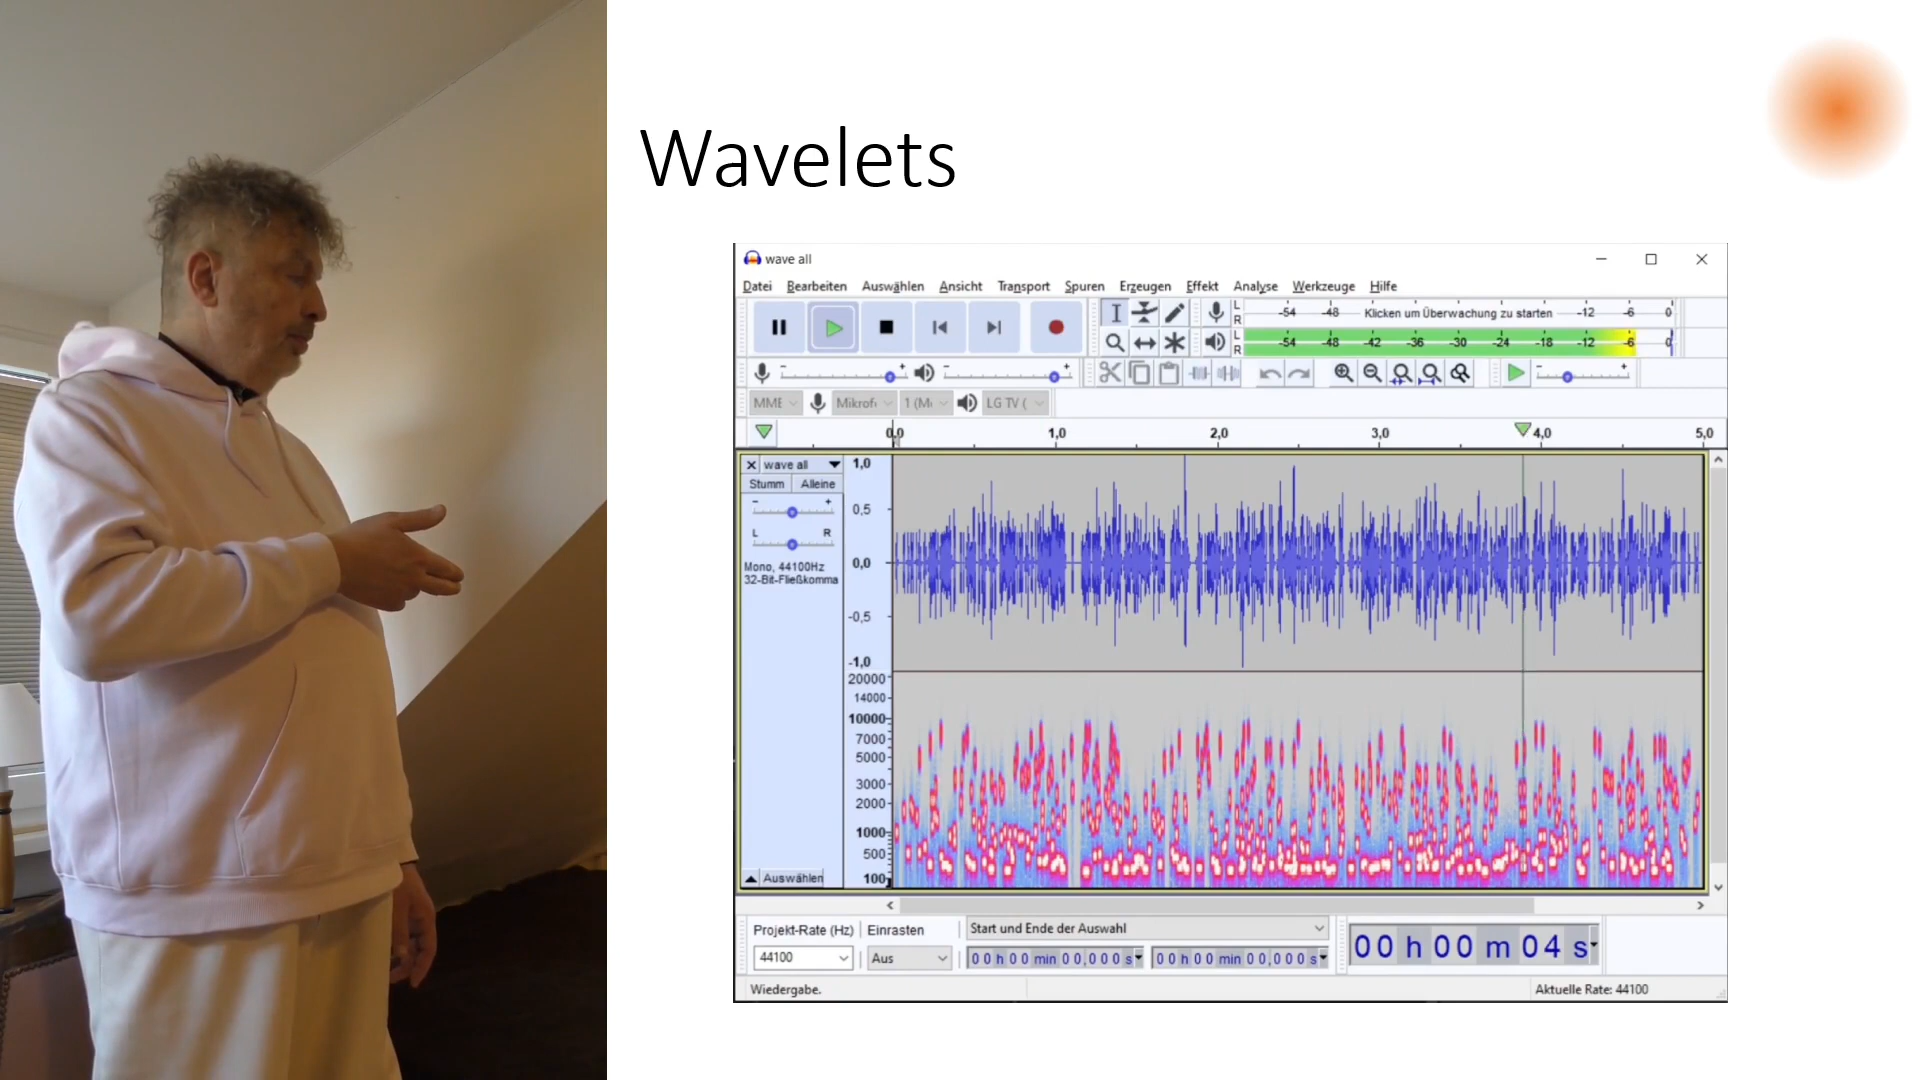 Wavelets
wave all
Datei Bearbeiten Auswählen Ansicht Transport Spuren Erzeugen Effekt Analyse Werkzeuge Hilfe
L
R
-54 -48 Klicken um Überwachung zu starten -12 -6 0
L
R
-54 -48 -42 -36 -30 -24 -18 -12 -6 0
MME Mikrof 1 (M LG TV (
0,0 1,0 2,0 3,0 4,0 5,0
wave all
Stumm Alleine
- +
L R
Mono, 44100Hz
32-Bit-Fließkomma
Auswählen
1,0
0,5
0,0
-0,5
-1,0
20000
14000
10000
7000
5000
3000
2000
1000
500
100
Projekt-Rate (Hz) Einrasten Start und Ende der Auswahl
44100 Aus 00 h 00 min 00,000 s 00 h 00 min 00,000 s 00 h 00 m 04 s
Wiedergabe. Aktuelle Rate: 44100